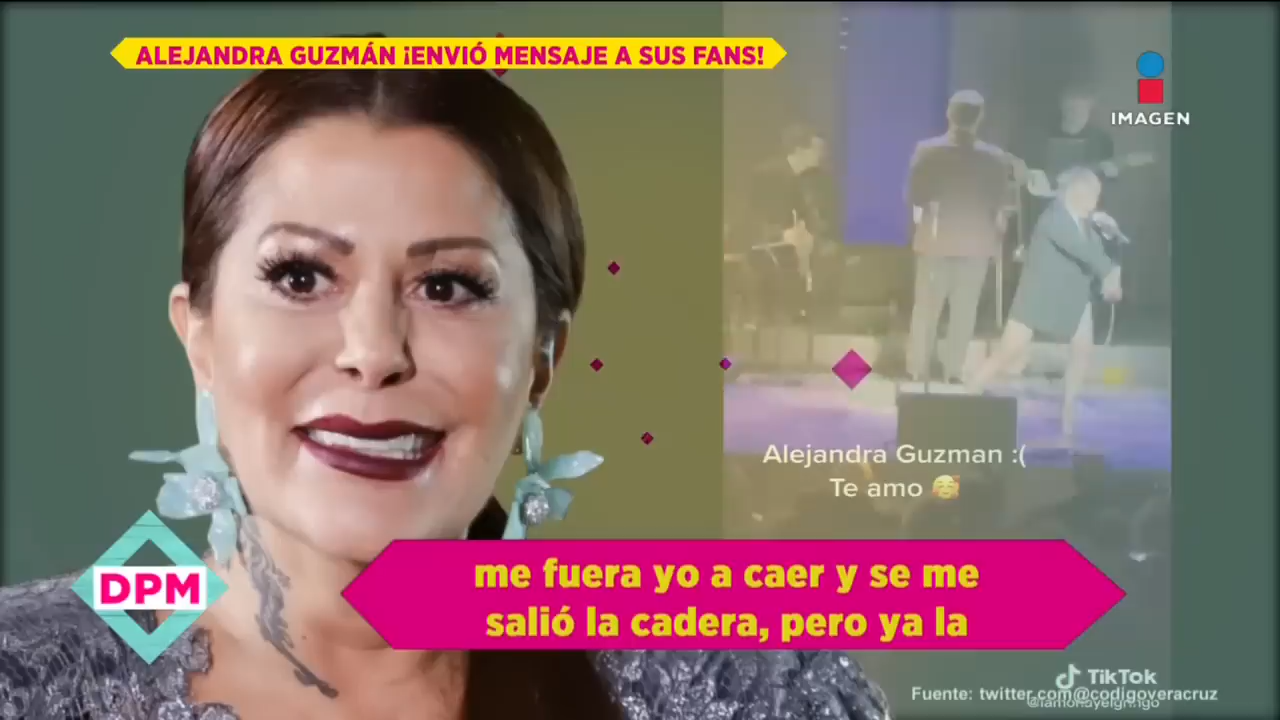 ALEJANDRA GUZMÁN ¡ENVIÓ MENSAJE A SUS FANS!
IMAGEN
Alejandra Guzman :(
Te amo 🥰
DPM
me fuera yo a caer y se me
salió la cadera, pero ya la
TikTok
Fuente: twitter.com@codigoveracruz
@lamonayelgringo